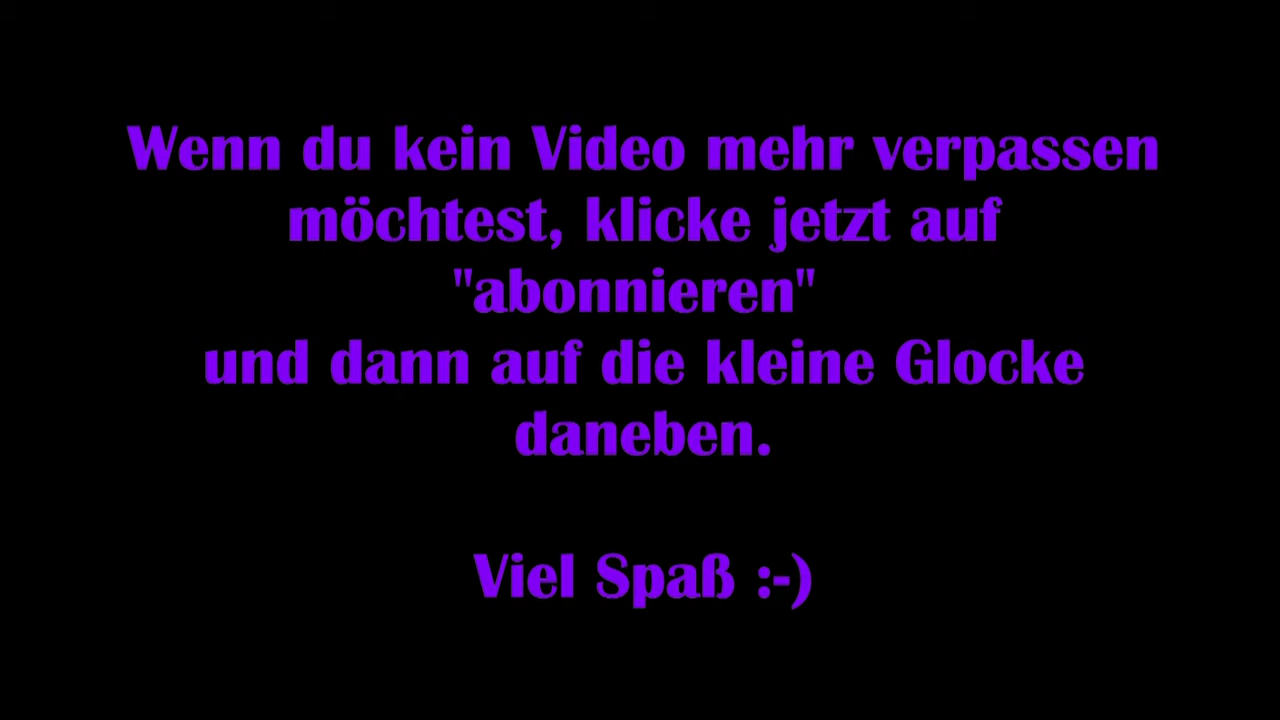 Wenn du kein Video mehr verpassen
möchtest, klicke jetzt auf
"abonnieren"
und dann auf die kleine Glocke
daneben.
Viel Spaß :-)